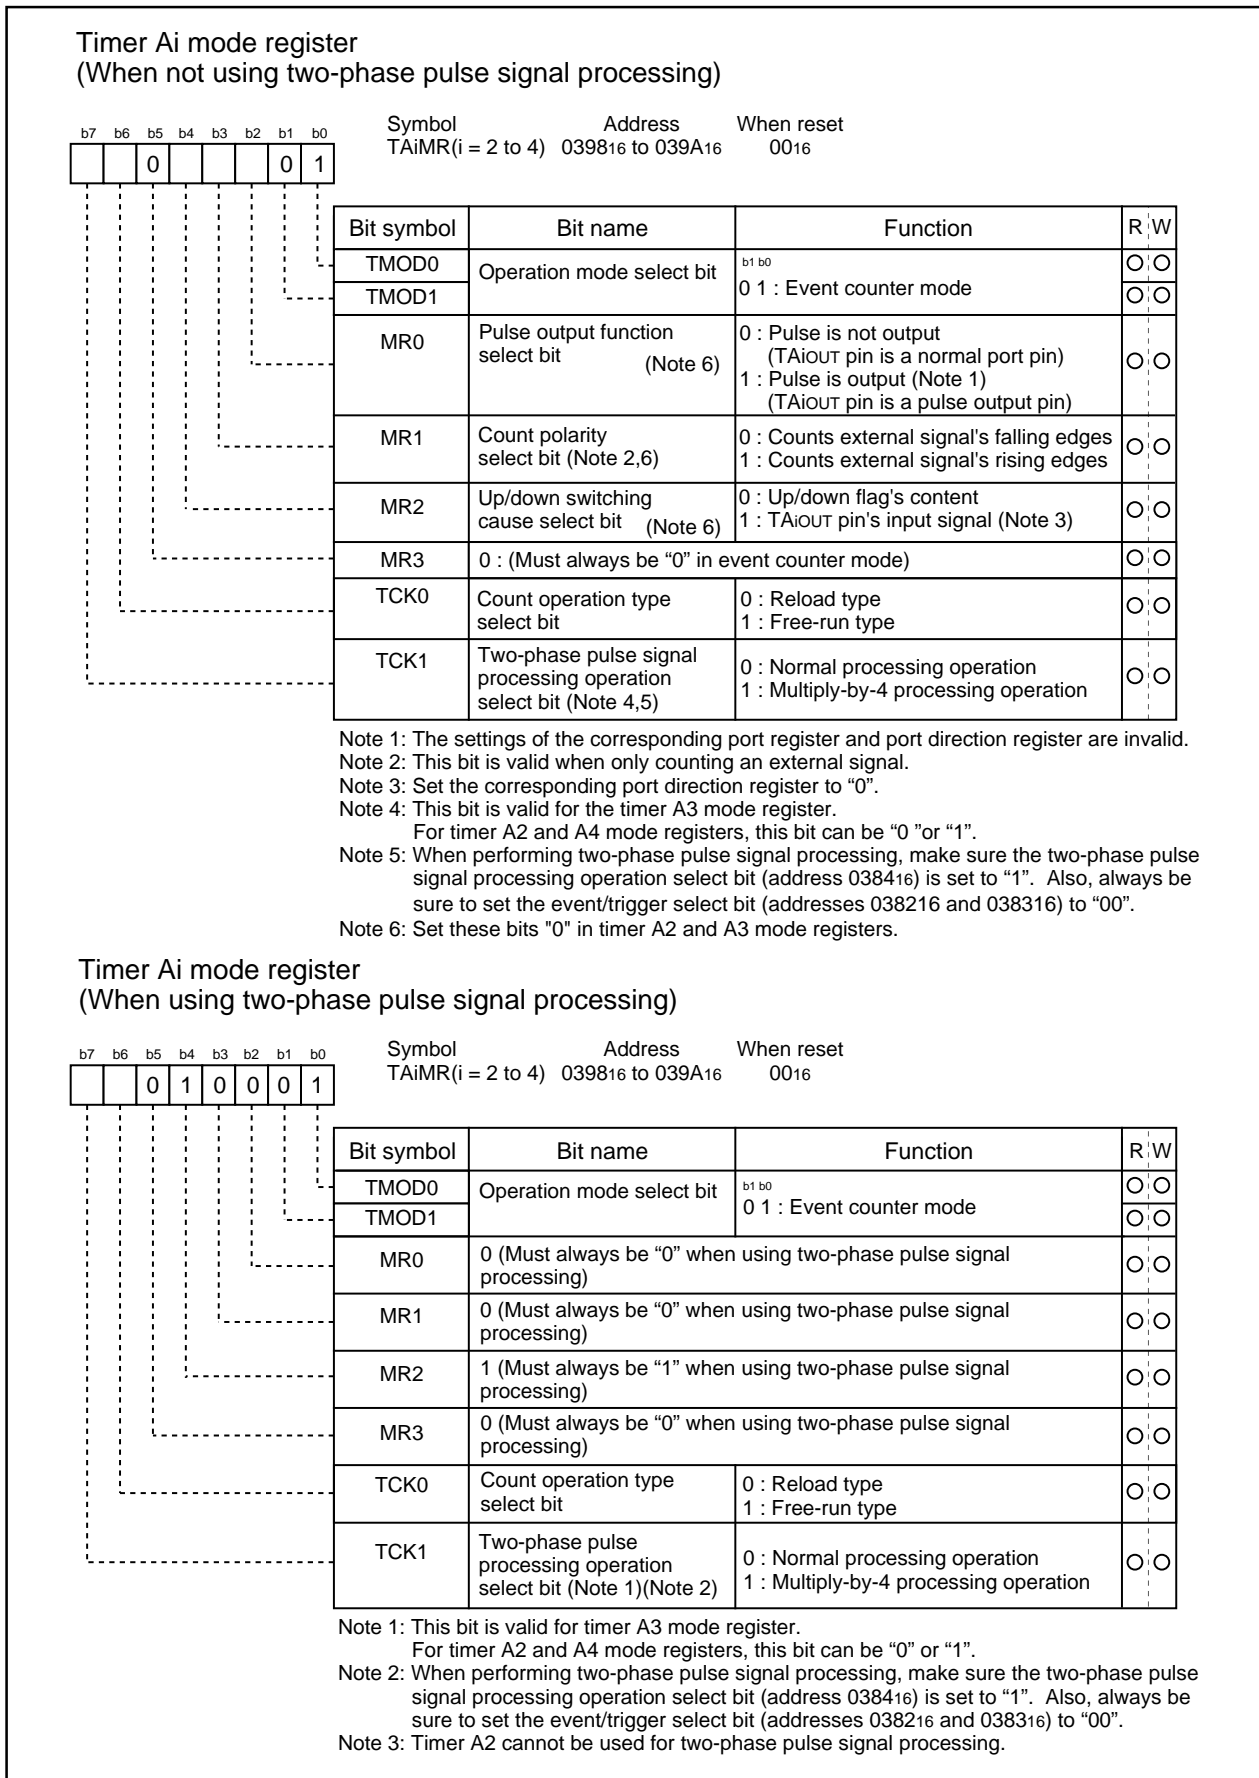 Timer Ai mode register
(When not using two-phase pulse signal processing)
Symbol Address When reset
b7 b6 b5 b4 b3 b2 b1 b0
TAiMR(i = 2 to 4) 039816 to 039A16 0016
0 0 1
Bit symbol Bit name Function R W
TMOD0 Operation mode select bit b1 b0
TMOD1 0 1 : Event counter mode
MR0 Pulse output function 0 : Pulse is not output
select bit (Note 6) (TAiOUT pin is a normal port pin)
1 : Pulse is output (Note 1)
(TAiOUT pin is a pulse output pin)
MR1 Count polarity 0 : Counts external signal's falling edges
select bit (Note 2,6) 1 : Counts external signal's rising edges
MR2 Up/down switching 0 : Up/down flag's content
cause select bit (Note 6) 1 : TAiOUT pin's input signal (Note 3)
MR3 0 : (Must always be “0” in event counter mode)
TCK0 Count operation type 0 : Reload type
select bit 1 : Free-run type
TCK1 Two-phase pulse signal
processing operation 0 : Normal processing operation
select bit (Note 4,5) 1 : Multiply-by-4 processing operation
Note 1: The settings of the corresponding port register and port direction register are invalid.
Note 2: This bit is valid when only counting an external signal.
Note 3: Set the corresponding port direction register to “0”.
Note 4: This bit is valid for the timer A3 mode register.
For timer A2 and A4 mode registers, this bit can be “0 ”or “1”.
Note 5: When performing two-phase pulse signal processing, make sure the two-phase pulse
signal processing operation select bit (address 038416) is set to “1”. Also, always be
sure to set the event/trigger select bit (addresses 038216 and 038316) to “00”.
Note 6: Set these bits "0" in timer A2 and A3 mode registers.
Timer Ai mode register
(When using two-phase pulse signal processing)
Symbol Address When reset
b7 b6 b5 b4 b3 b2 b1 b0
TAiMR(i = 2 to 4) 039816 to 039A16 0016
0 1 0 0 0 1
Bit symbol Bit name Function R W
TMOD0 Operation mode select bit b1 b0
TMOD1 0 1 : Event counter mode
MR0 0 (Must always be “0” when using two-phase pulse signal
processing)
MR1 0 (Must always be “0” when using two-phase pulse signal
processing)
MR2 1 (Must always be “1” when using two-phase pulse signal
processing)
MR3 0 (Must always be “0” when using two-phase pulse signal
processing)
TCK0 Count operation type 0 : Reload type
select bit 1 : Free-run type
TCK1 Two-phase pulse
processing operation 0 : Normal processing operation
select bit (Note 1)(Note 2) 1 : Multiply-by-4 processing operation
Note 1: This bit is valid for timer A3 mode register.
For timer A2 and A4 mode registers, this bit can be “0” or “1”.
Note 2: When performing two-phase pulse signal processing, make sure the two-phase pulse
signal processing operation select bit (address 038416) is set to “1”. Also, always be
sure to set the event/trigger select bit (addresses 038216 and 038316) to “00”.
Note 3: Timer A2 cannot be used for two-phase pulse signal processing.